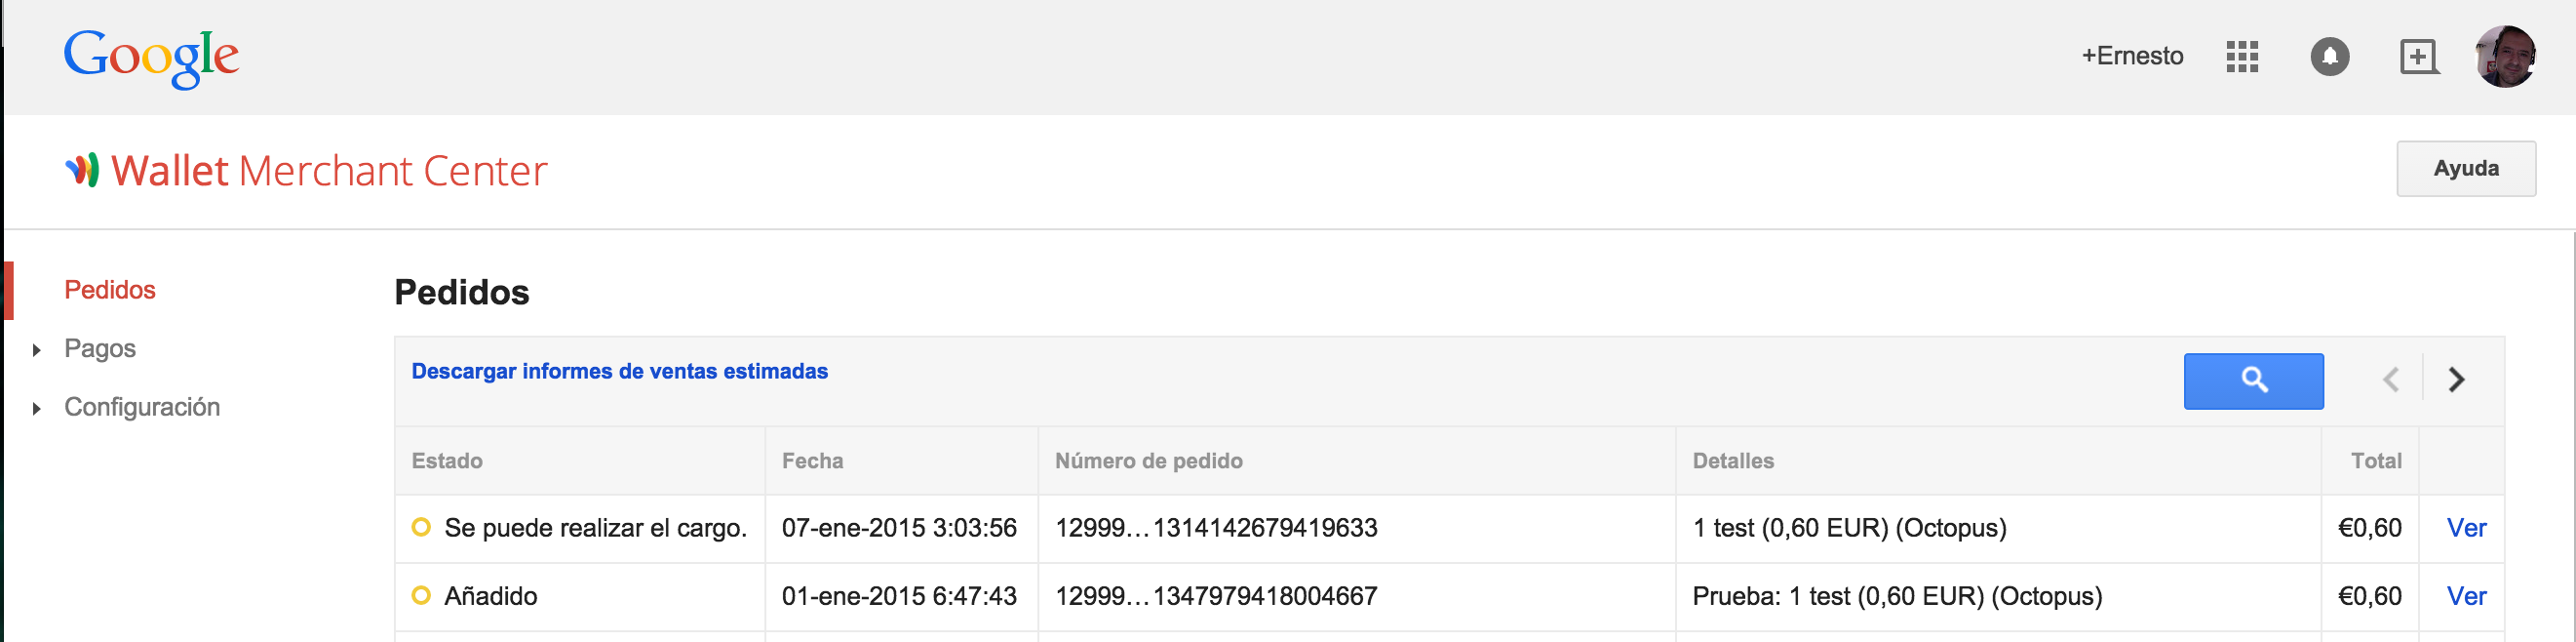 Google
+Ernesto
Wallet Merchant Center
Ayuda
Pedidos
Pagos
Configuración
Pedidos
Descargar informes de ventas estimadas
Estado Fecha Número de pedido Detalles Total
Se puede realizar el cargo. 07-ene-2015 3:03:56 12999...1314142679419633 1 test (0,60 EUR) (Octopus) €0,60 Ver
Añadido 01-ene-2015 6:47:43 12999...1347979418004667 Prueba: 1 test (0,60 EUR) (Octopus) €0,60 Ver